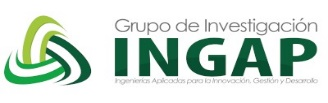 Grupo de Investigación
INGAP
Ingenierías Aplicadas para la Innovación, Gestión y Desarrollo